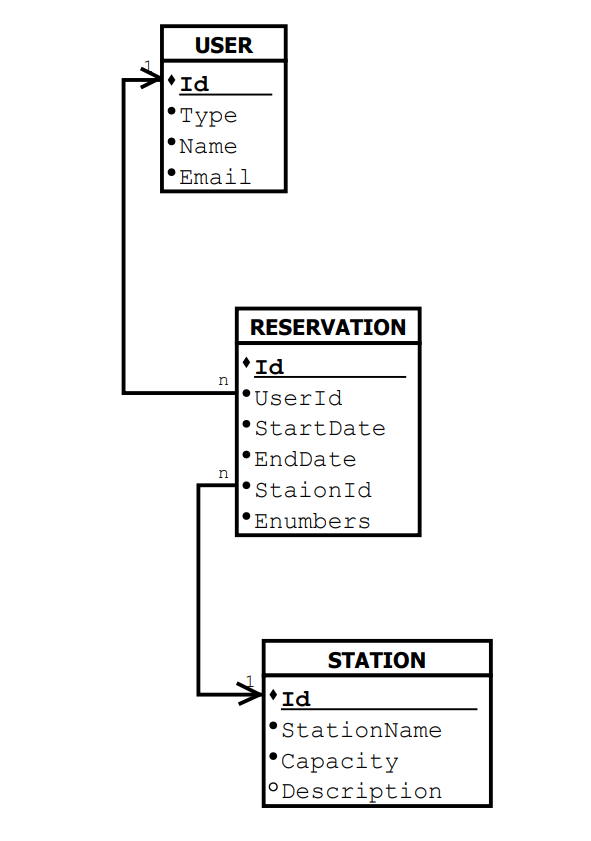 USER
1
Id
Type
Name
Email
RESERVATION
Id
n
UserId
StartDate
EndDate
n
StaionId
Enumbers
STATION
1
Id
StationName
Capacity
Description